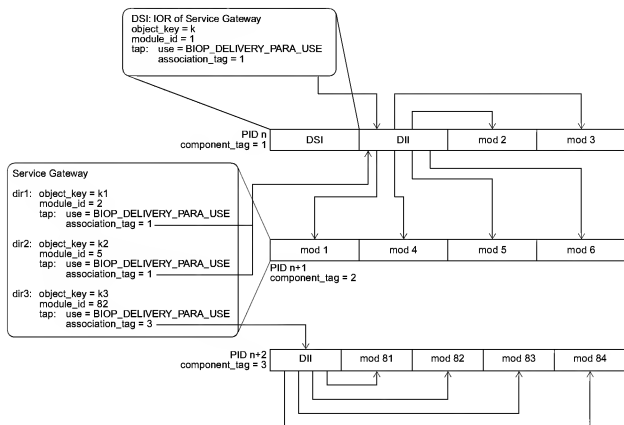 DSI: IOR of Service Gateway
object_key = k
module_id = 1
tap: use = BIOP_DELIVERY_PARA_USE
association_tag = 1
PID n
component_tag = 1
DSI
DII
mod 2
mod 3
Service Gateway
dir1: object_key = k1
module_id = 2
tap: use = BIOP_DELIVERY_PARA_USE
association_tag = 1
dir2: object_key = k2
module_id = 5
tap: use = BIOP_DELIVERY_PARA_USE
association_tag = 1
dir3: object_key = k3
module_id = 82
tap: use = BIOP_DELIVERY_PARA_USE
association_tag = 3
mod 1
mod 4
mod 5
mod 6
PID n+1
component_tag = 2
PID n+2
component_tag = 3
DII
mod 81
mod 82
mod 83
mod 84